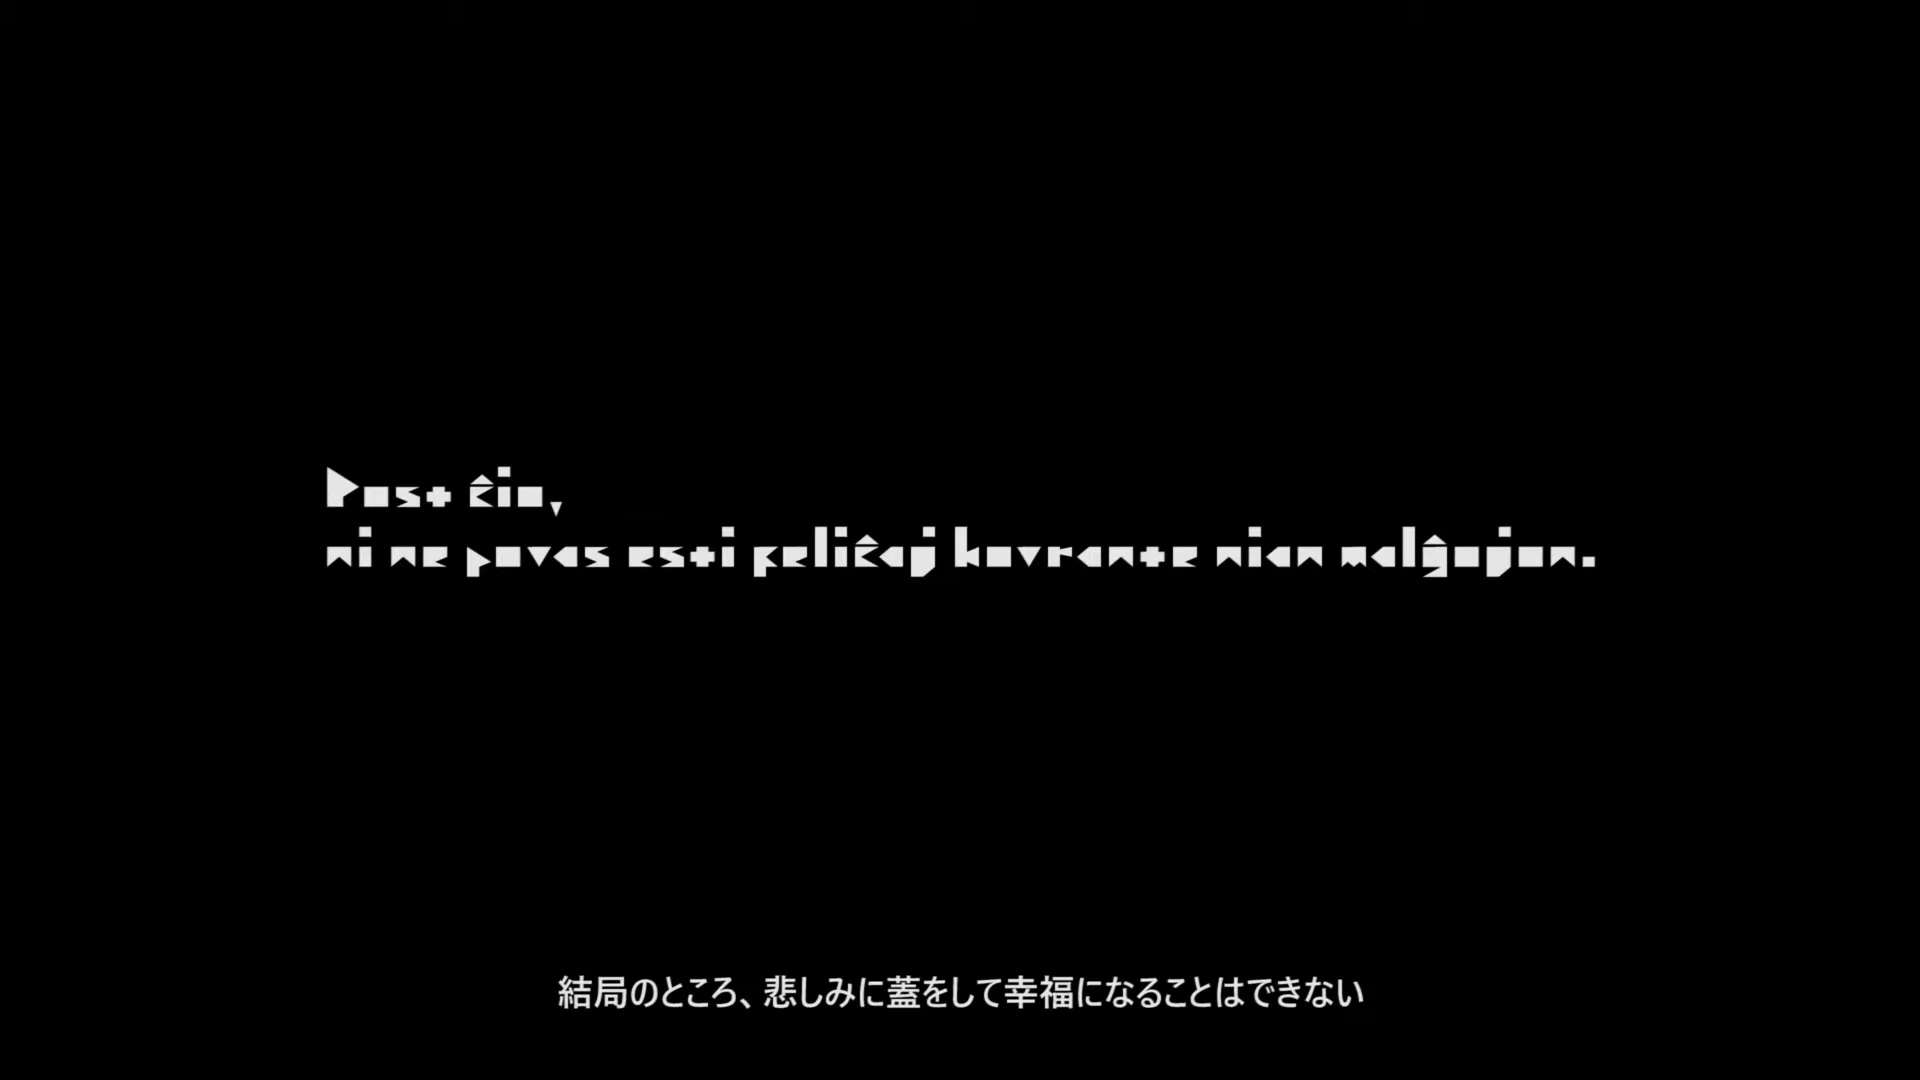 Post ĉio,
ni ne povas esti feliĉaj kovrante nian malĝojon.
結局のところ、悲しみに蓋をして幸福になることはできない